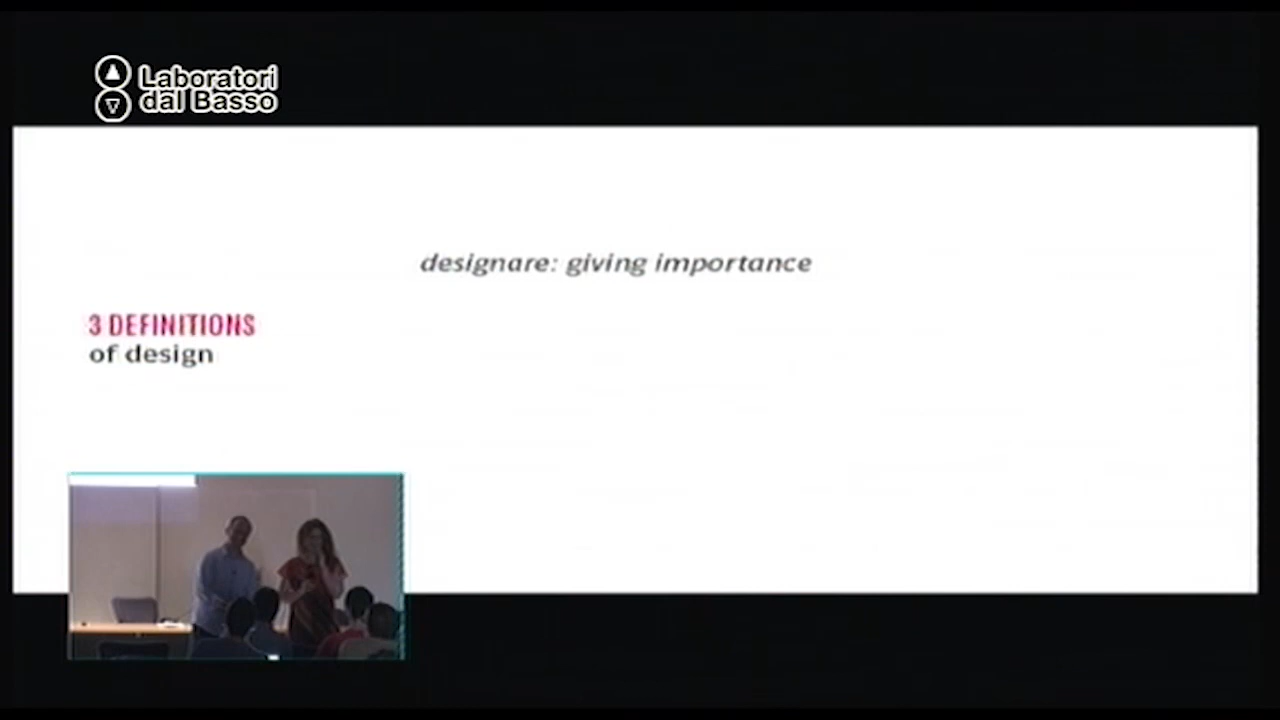 Laboratori
dal Basso
designare: giving importance
3 DEFINITIONS
of design